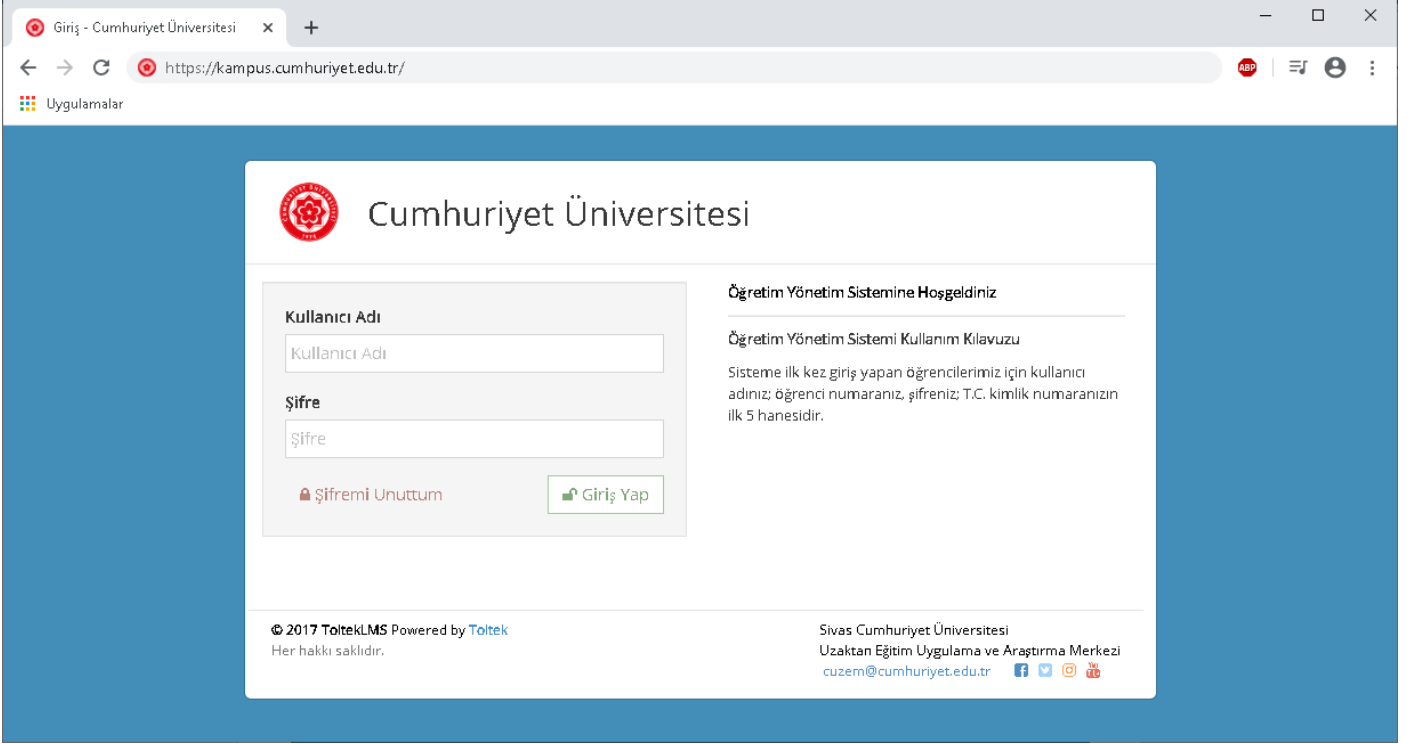 Giriş - Cumhuriyet Üniversitesi
https://kampus.cumhuriyet.edu.tr/
ABP
Uygulamalar
Cumhuriyet Üniversitesi
Kullanıcı Adı
Kullanıcı Adı
Şifre
Şifre
Şifremi Unuttum
Giriş Yap
Öğretim Yönetim Sistemine Hoşgeldiniz
Öğretim Yönetim Sistemi Kullanım Kılavuzu
Sisteme ilk kez giriş yapan öğrencilerimiz için kullanıcı
adınız; öğrenci numaranız, şifreniz; T.C. kimlik numaranızın
ilk 5 hanesidir.
© 2017 ToltekLMS Powered by Toltek
Her hakkı saklıdır.
Sivas Cumhuriyet Üniversitesi
Uzaktan Eğitim Uygulama ve Araştırma Merkezi
cuzem@cumhuriyet.edu.tr